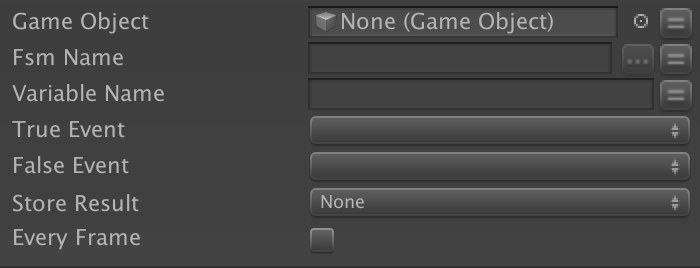 Game Object None (Game Object)
Fsm Name ...
Variable Name
True Event
False Event
Store Result None
Every Frame